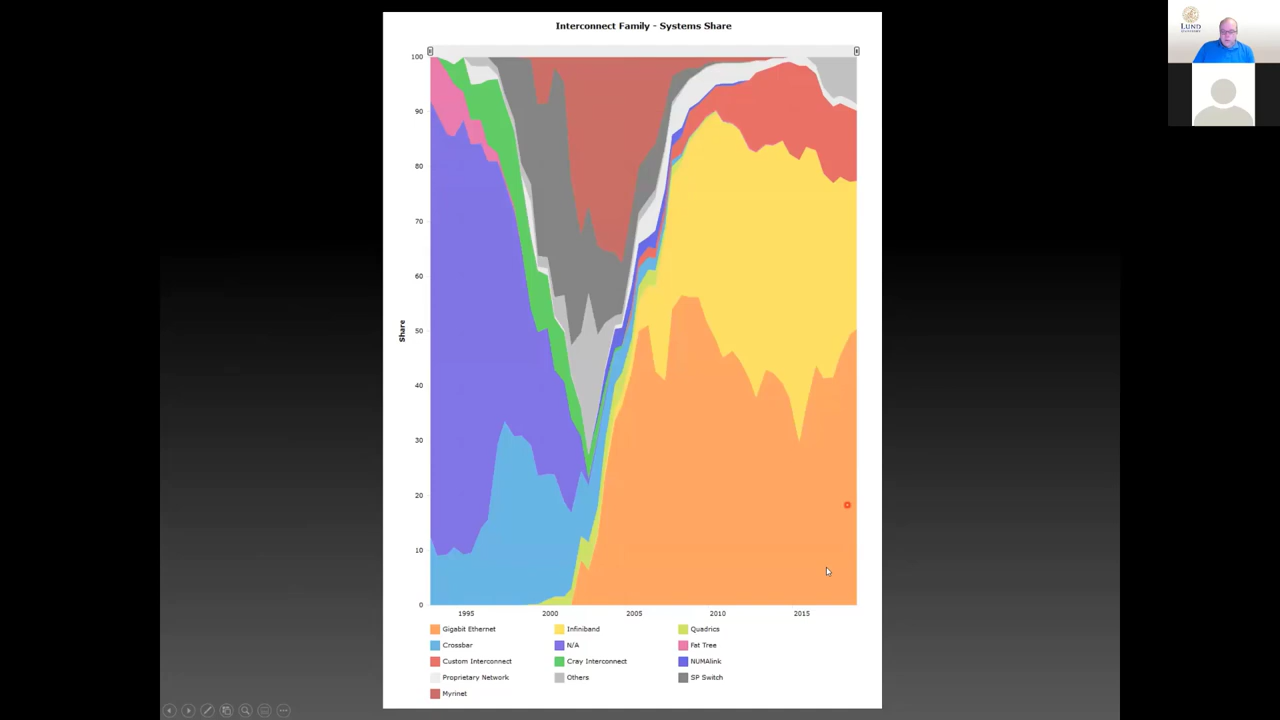 Interconnect Family - Systems Share
100
90
80
70
60
50
40
30
20
10
0
Share
1995 2000 2005 2010 2015
Gigabit Ethernet Infiniband Quadrics
Crossbar N/A Fat Tree
Custom Interconnect Cray Interconnect NUMAlink
Proprietary Network Others SP Switch
Myrinet
LUND